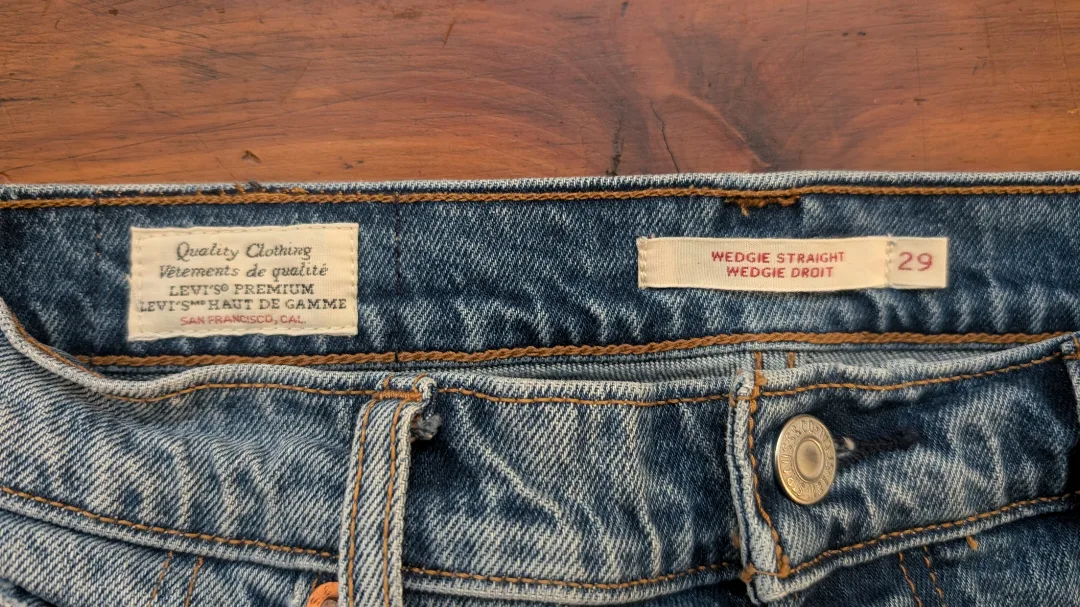 Quality Clothing
Vêtements de qualité
LEVI'S® PREMIUM
LEVI'Sᴹᴰ HAUT DE GAMME
SAN FRANCISCO, CAL.
WEDGIE STRAIGHT
WEDGIE DROIT
29